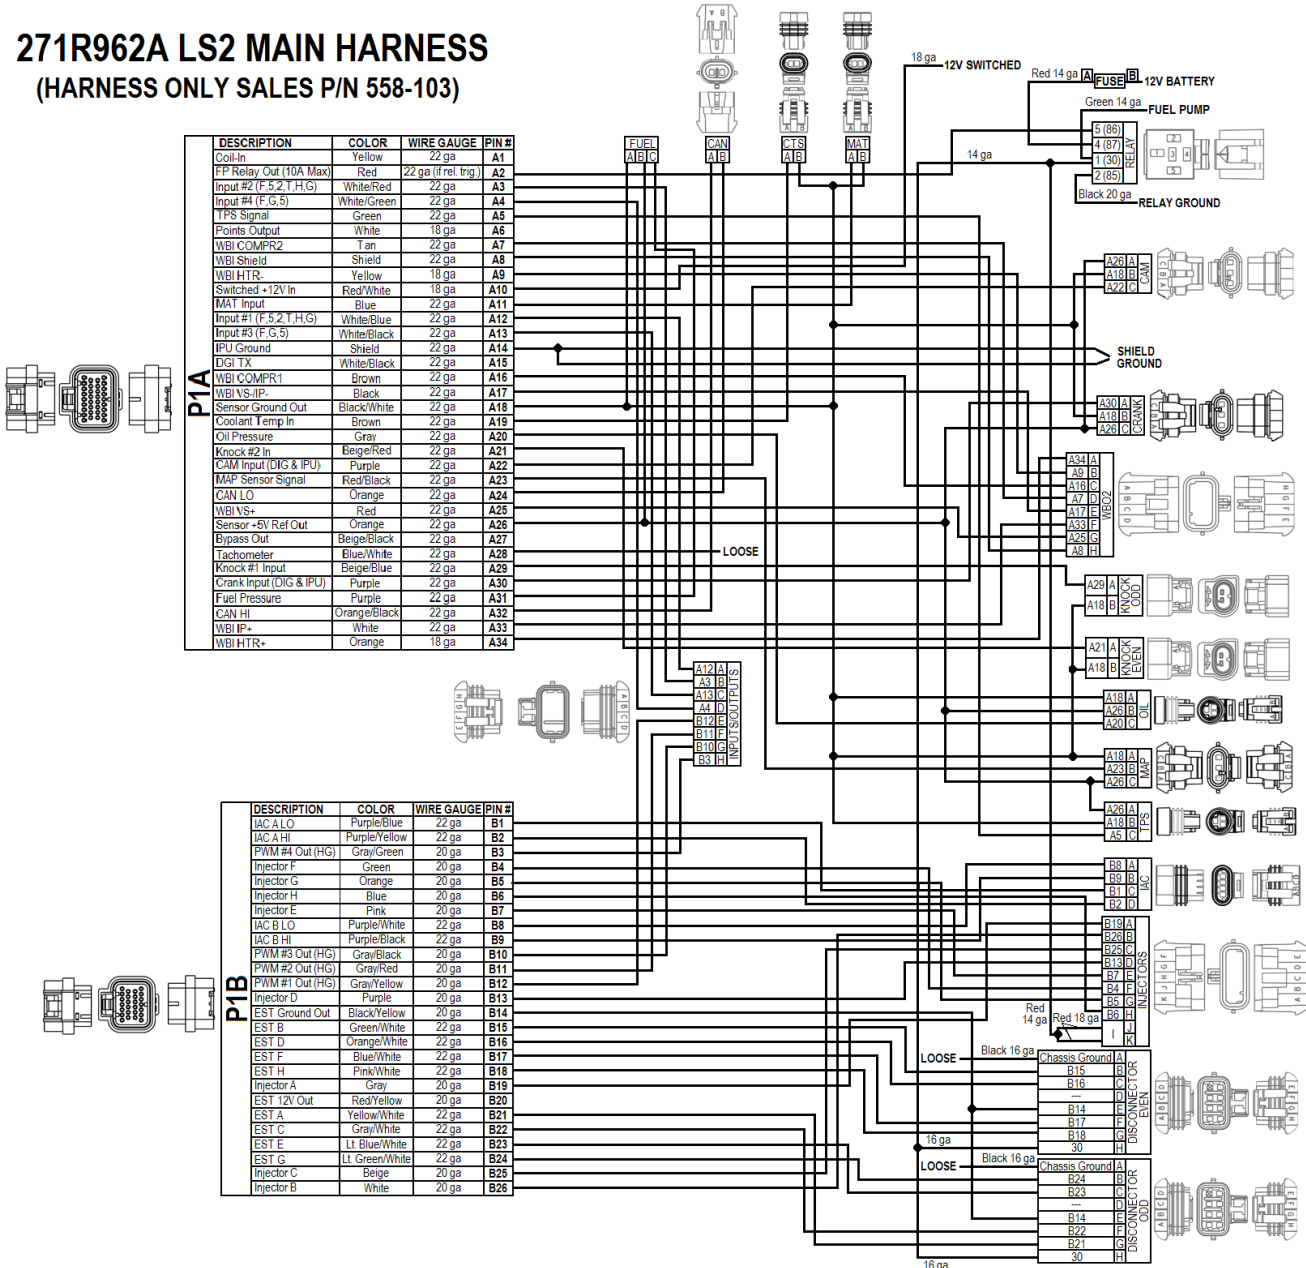 271R962A LS2 MAIN HARNESS
(HARNESS ONLY SALES P/N 558-103)
P1A
DESCRIPTION COLOR WIRE GAUGE PIN #
Coil-In Yellow 22 ga A1
FP Relay Out (10A Max) Red 22 ga (if rel. trig.) A2
Input #2 (F,5,2,T,H,G) White/Red 22 ga A3
Input #4 (F,G,5) White/Green 22 ga A4
TPS Signal Green 22 ga A5
Points Output White 18 ga A6
WBI COMPR2 Tan 22 ga A7
WBI Shield Shield 22 ga A8
WBI HTR- Yellow 18 ga A9
Switched +12V In Red/White 18 ga A10
MAT Input Blue 22 ga A11
Input #1 (F,5,2,T,H,G) White/Blue 22 ga A12
Input #3 (F,G,5) White/Black 22 ga A13
IPU Ground Shield 22 ga A14
DGI TX White/Black 22 ga A15
WBI COMPR1 Brown 22 ga A16
WBI VS-/IP- Black 22 ga A17
Sensor Ground Out Black/White 22 ga A18
Coolant Temp In Brown 22 ga A19
Oil Pressure Gray 22 ga A20
Knock #2 In Beige/Red 22 ga A21
CAM Input (DIG & IPU) Purple 22 ga A22
MAP Sensor Signal Red/Black 22 ga A23
CAN LO Orange 22 ga A24
WBI VS+ Red 22 ga A25
Sensor +5V Ref Out Orange 22 ga A26
Bypass Out Beige/Black 22 ga A27
Tachometer Blue/White 22 ga A28
Knock #1 Input Beige/Blue 22 ga A29
Crank Input (DIG & IPU) Purple 22 ga A30
Fuel Pressure Purple 22 ga A31
CAN HI Orange/Black 22 ga A32
WBI IP+ White 22 ga A33
WBI HTR+ Orange 18 ga A34
P1B
DESCRIPTION COLOR WIRE GAUGE PIN #
IAC A LO Purple/Blue 22 ga B1
IAC A HI Purple/Yellow 22 ga B2
PWM #4 Out (HG) Gray/Green 20 ga B3
Injector F Green 20 ga B4
Injector G Orange 20 ga B5
Injector H Blue 20 ga B6
Injector E Pink 20 ga B7
IAC B LO Purple/White 22 ga B8
IAC B HI Purple/Black 22 ga B9
PWM #3 Out (HG) Gray/Black 20 ga B10
PWM #2 Out (HG) Gray/Red 20 ga B11
PWM #1 Out (HG) Gray/Yellow 20 ga B12
Injector D Purple 20 ga B13
EST Ground Out Black/Yellow 20 ga B14
EST B Green/White 22 ga B15
EST D Orange/White 22 ga B16
EST F Blue/White 22 ga B17
EST H Pink/White 22 ga B18
Injector A Gray 20 ga B19
EST 12V Out Red/Yellow 20 ga B20
EST A Yellow/White 22 ga B21
EST C Gray/White 22 ga B22
EST E Lt. Blue/White 22 ga B23
EST G Lt. Green/White 22 ga B24
Injector C Beige 20 ga B25
Injector B White 20 ga B26
FUEL
A B C
CAN
A B
CTS
A B
MAT
A B
18 ga 12V SWITCHED
Red 14 ga A FUSE B 12V BATTERY
Green 14 ga FUEL PUMP
5 (86)
4 (87)
1 (30)
2 (85)
RELAY
14 ga
Black 20 ga RELAY GROUND
A26 A
A18 B
A22 C
CAM
SHIELD
GROUND
A30 A
A18 B
A26 C
CRANK
A34 A
A9 B
A16 C
A7 D
A17 E
A33 F
A25 G
A8 H
WBO2
LOOSE
A29 A
A18 B
KNOCK
ODD
A21 A
A18 B
KNOCK
EVEN
A12 A
A3 B
A13 C
A4 D
B12 E
B11 F
B10 G
B3 H
INPUTS/OUTPUTS
A18 A
A26 B
A20 C
OIL
A18 A
A23 B
A26 C
MAP
A26 A
A18 B
A5 C
TPS
B8 A
B9 B
B1 C
B2 D
IAC
B19 A
B26 B
B25 C
B13 D
B7 E
B4 F
B5 G
B6 H
I J
K
INJECTORS
Red
14 ga
Red 18 ga
LOOSE Black 16 ga
Chassis Ground A
B15 B
B16 C
--- D
B14 E
B17 F
B18 G
30 H
DISCONNECTOR
EVEN
16 ga
LOOSE Black 16 ga
Chassis Ground A
B24 B
B23 C
--- D
B14 E
B22 F
B21 G
30 H
DISCONNECTOR
ODD
16 ga